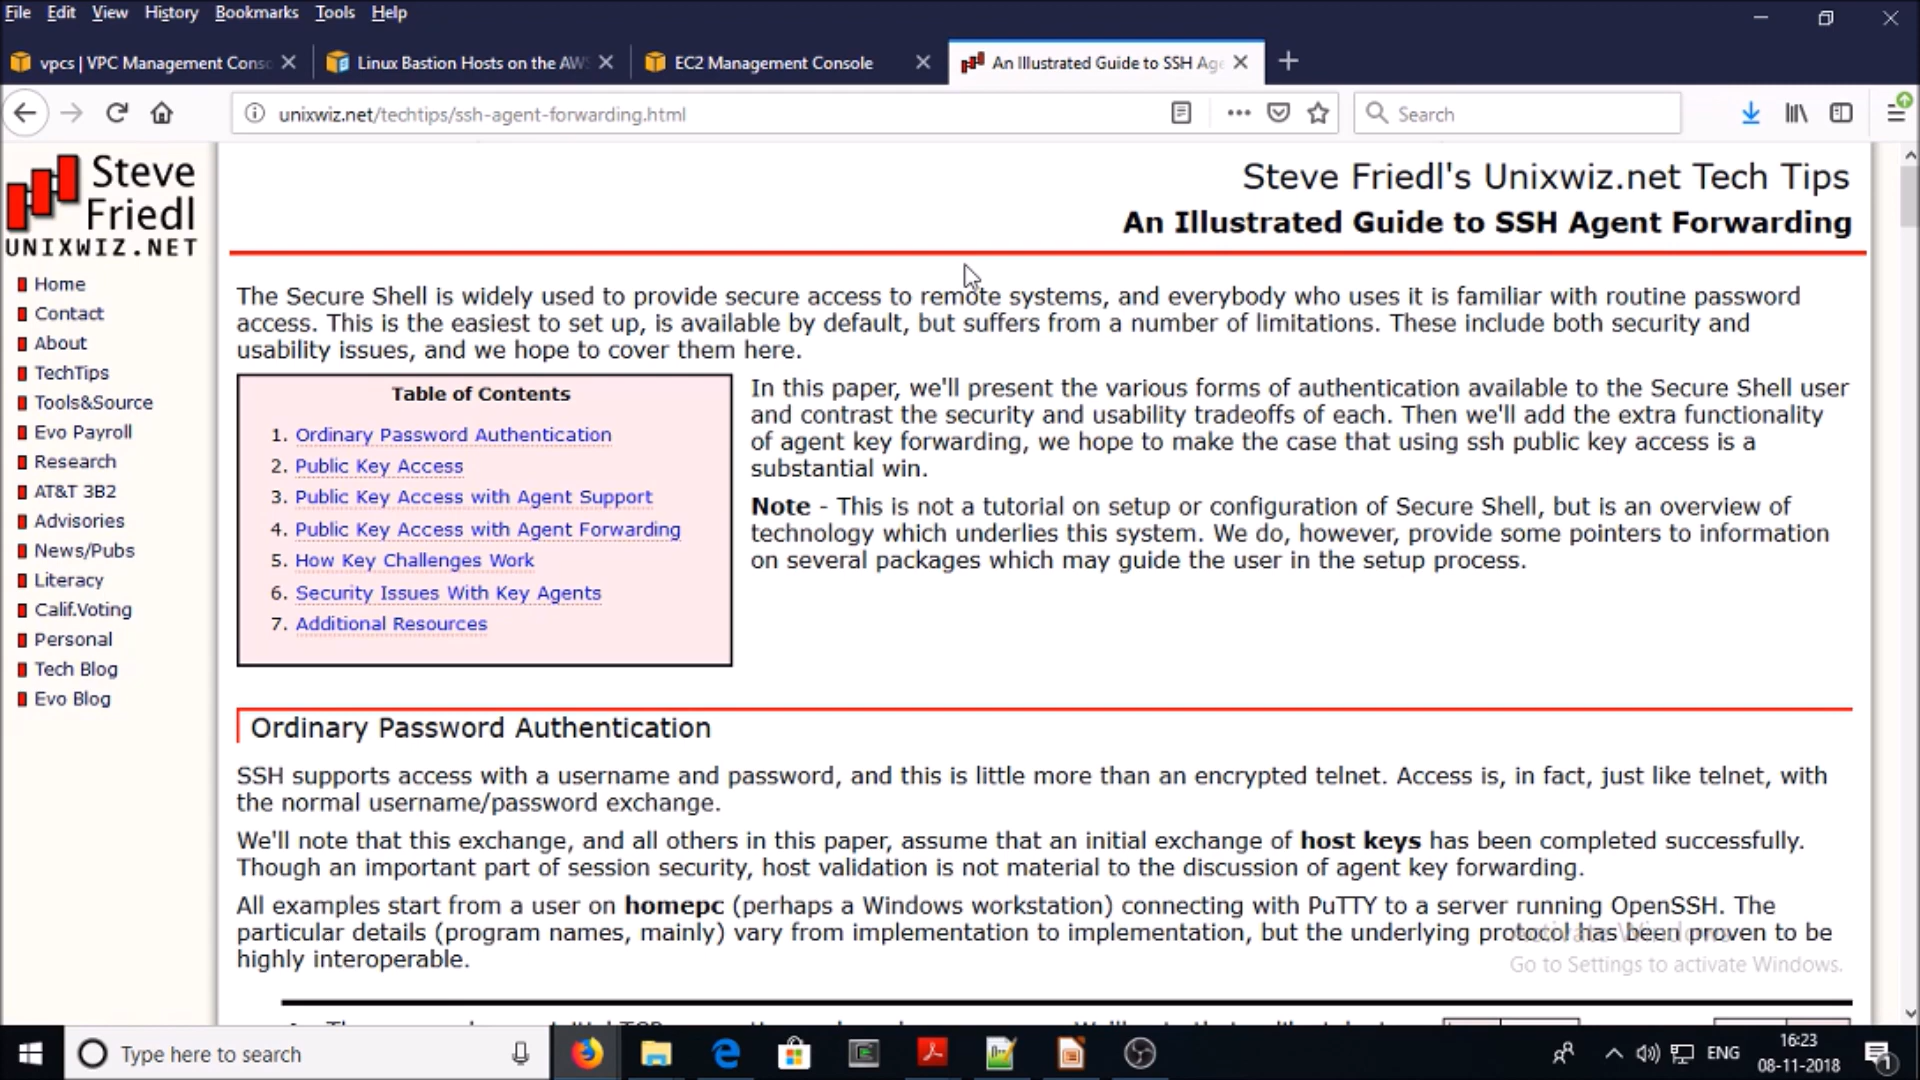 File Edit View History Bookmarks Tools Help
vpcs | VPC Management Conso
Linux Bastion Hosts on the AWS
EC2 Management Console
An Illustrated Guide to SSH Age
unixwiz.net/techtips/ssh-agent-forwarding.html
Search
Steve
Friedl
UNIXWIZ.NET
Home
Contact
About
TechTips
Tools&Source
Evo Payroll
Research
AT&T 3B2
Advisories
News/Pubs
Literacy
Calif.Voting
Personal
Tech Blog
Evo Blog
Steve Friedl's Unixwiz.net Tech Tips
An Illustrated Guide to SSH Agent Forwarding
The Secure Shell is widely used to provide secure access to remote systems, and everybody who uses it is familiar with routine password
access. This is the easiest to set up, is available by default, but suffers from a number of limitations. These include both security and
usability issues, and we hope to cover them here.
Table of Contents
1. Ordinary Password Authentication
2. Public Key Access
3. Public Key Access with Agent Support
4. Public Key Access with Agent Forwarding
5. How Key Challenges Work
6. Security Issues With Key Agents
7. Additional Resources
In this paper, we'll present the various forms of authentication available to the Secure Shell user
and contrast the security and usability tradeoffs of each. Then we'll add the extra functionality
of agent key forwarding, we hope to make the case that using ssh public key access is a
substantial win.
Note - This is not a tutorial on setup or configuration of Secure Shell, but is an overview of
technology which underlies this system. We do, however, provide some pointers to information
on several packages which may guide the user in the setup process.
Ordinary Password Authentication
SSH supports access with a username and password, and this is little more than an encrypted telnet. Access is, in fact, just like telnet, with
the normal username/password exchange.
We'll note that this exchange, and all others in this paper, assume that an initial exchange of host keys has been completed successfully.
Though an important part of session security, host validation is not material to the discussion of agent key forwarding.
All examples start from a user on homepc (perhaps a Windows workstation) connecting with PuTTY to a server running OpenSSH. The
particular details (program names, mainly) vary from implementation to implementation, but the underlying protocol has been proven to be
highly interoperable.
Activate Windows
Go to Settings to activate Windows.
Type here to search
ENG
16:23
08-11-2018
1